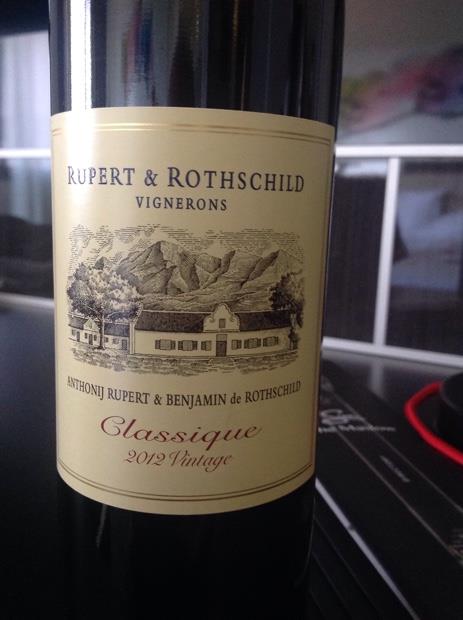 RUPERT & ROTHSCHILD
VIGNERONS
ANTHONIJ RUPERT & BENJAMIN de ROTHSCHILD
Classique
2012 Vintage